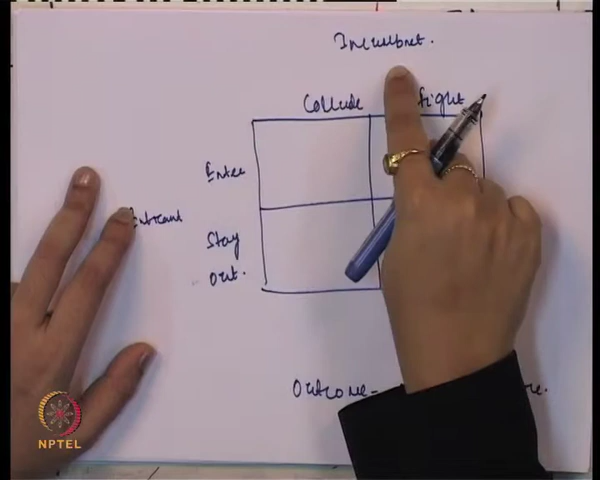 Incumbent.
Collude fight
Enter
Entrant
Stay
out.
Outcome-
NPTEL